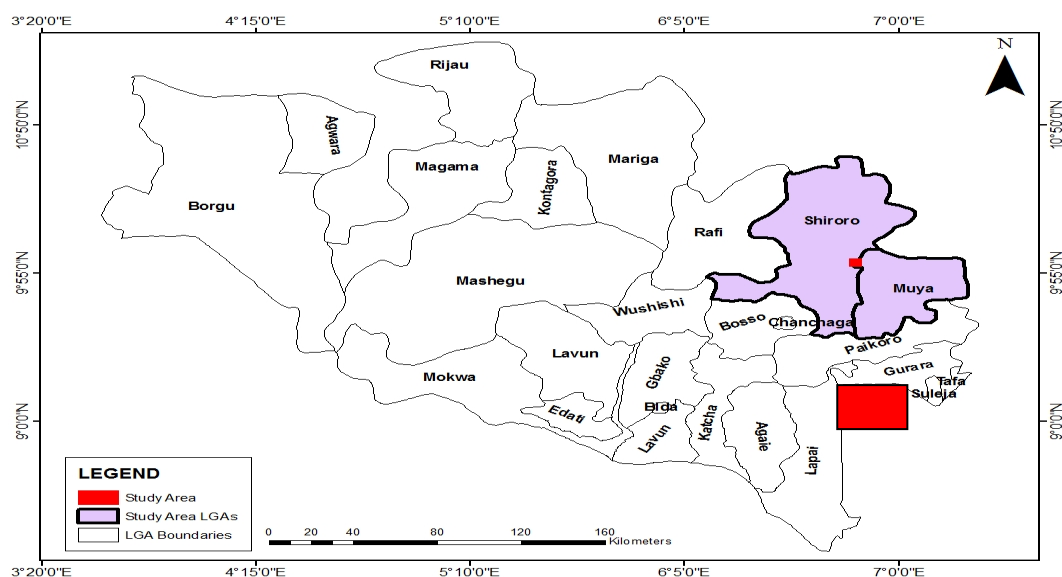 3°20'0"E 4°15'0"E 5°10'0"E 6°5'0"E 7°0'0"E
N
10°50'0"N 10°50'0"N
9°55'0"N 9°55'0"N
9°0'0"N 9°0'0"N
Rijau
Agwara
Magama
Kontagora
Mariga
Borgu
Shiroro
Rafi
Mashegu
Muya
Wushishi
Bosso
Chanchaga
Paikoro
Lavun
Gbako
Gurara
Mokwa
Tafa
Suleja
Edati
Bida
Katcha
Lavun
Agaie
Lapai
LEGEND
Study Area
Study Area LGAs
LGA Boundaries
0 20 40 80 120 160
Kilometers
3°20'0"E 4°15'0"E 5°10'0"E 6°5'0"E 7°0'0"E